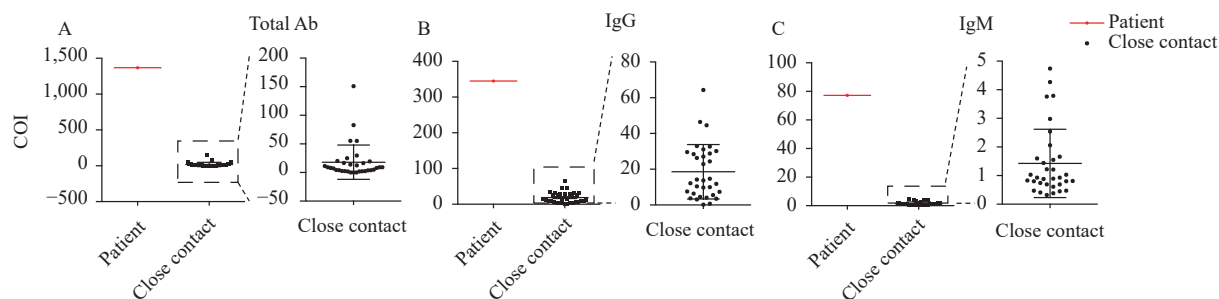 A
Total Ab
COI
1,500
1,000
500
0
−500
Patient
Close contact
200
150
100
50
0
−50
Close contact
B
IgG
400
300
200
100
0
Patient
Close contact
80
60
40
20
0
Close contact
C
IgM
100
80
60
40
20
0
Patient
Close contact
5
4
3
2
1
0
Close contact
Patient
Close contact